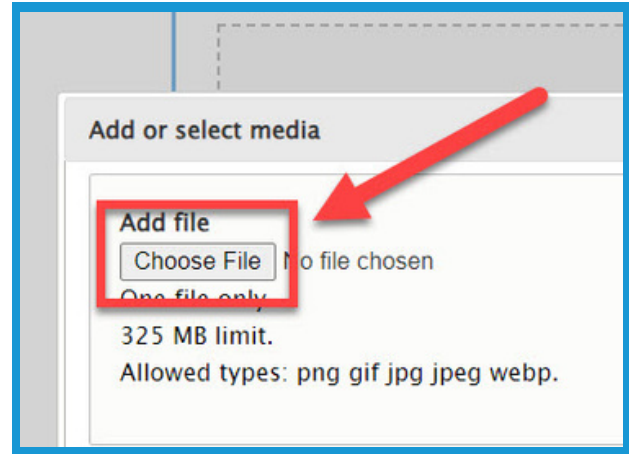 Add or select media
Add file
Choose File No file chosen
One file only.
325 MB limit.
Allowed types: png gif jpg jpeg webp.